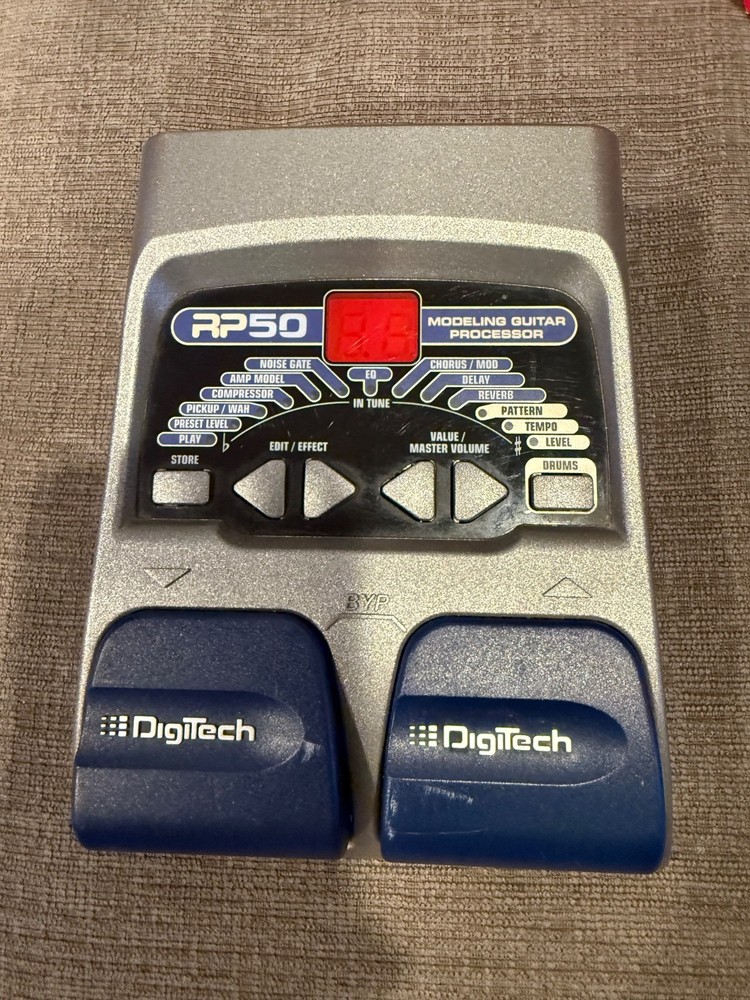 RP50
MODELING GUITAR
PROCESSOR
NOISE GATE
EQ
CHORUS / MOD
AMP MODEL
DELAY
COMPRESSOR
REVERB
PICKUP / WAH
IN TUNE
PATTERN
PRESET LEVEL
TEMPO
PLAY
♭
♯
LEVEL
EDIT / EFFECT
VALUE /
MASTER VOLUME
STORE
DRUMS
BYP
DigiTech
DigiTech